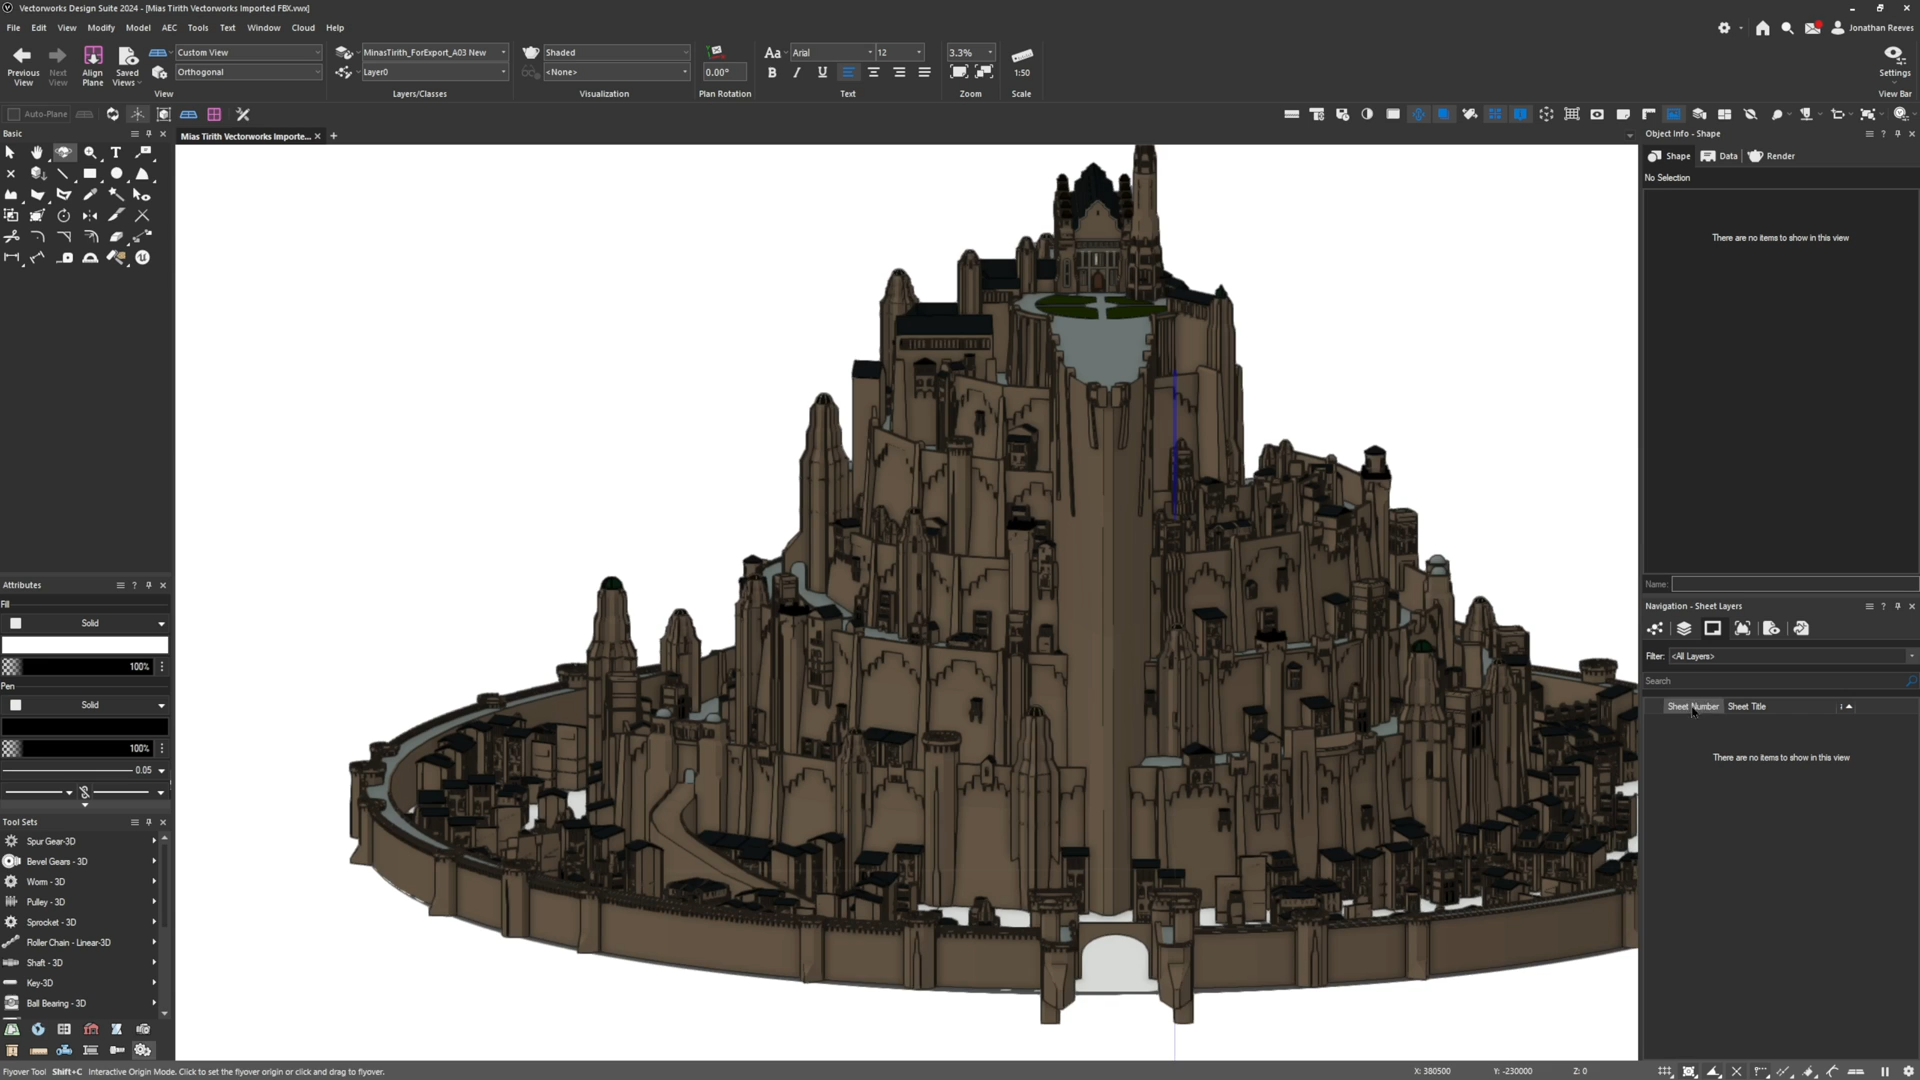 Vectorworks Design Suite 2024 - [Mias Tirith Vectorworks Imported FBX.vwx]
File Edit View Modify Model AEC Tools Text Window Cloud Help
Jonathan Reeves
Previous View
Next View
Align Plane
Saved Views
Custom View
Orthogonal
View
MinasTirith_ForExport_A03 New
Layer0
Layers/Classes
Shaded
<None>
Visualization
0.00°
Plan Rotation
Aa Arial 12
B I U
Text
3.3%
Zoom
1:50
Scale
Settings
View Bar
Auto-Plane
Basic
Mias Tirith Vectorworks Importe...
Object Info - Shape
Shape Data Render
No Selection
There are no items to show in this view
Name:
Navigation - Sheet Layers
Filter: <All Layers>
Search
Sheet Number Sheet Title
There are no items to show in this view
Attributes
Fill
Solid
100%
Pen
Solid
100%
0.05
Tool Sets
Spur Gear-3D
Bevel Gears - 3D
Worm - 3D
Pulley - 3D
Sprocket - 3D
Roller Chain - Linear-3D
Shaft - 3D
Key-3D
Ball Bearing - 3D
Flyover Tool Shift+C Interactive Origin Mode. Click to set the flyover origin or click and drag to flyover.
X: 380500 Y: -230000 Z: 0